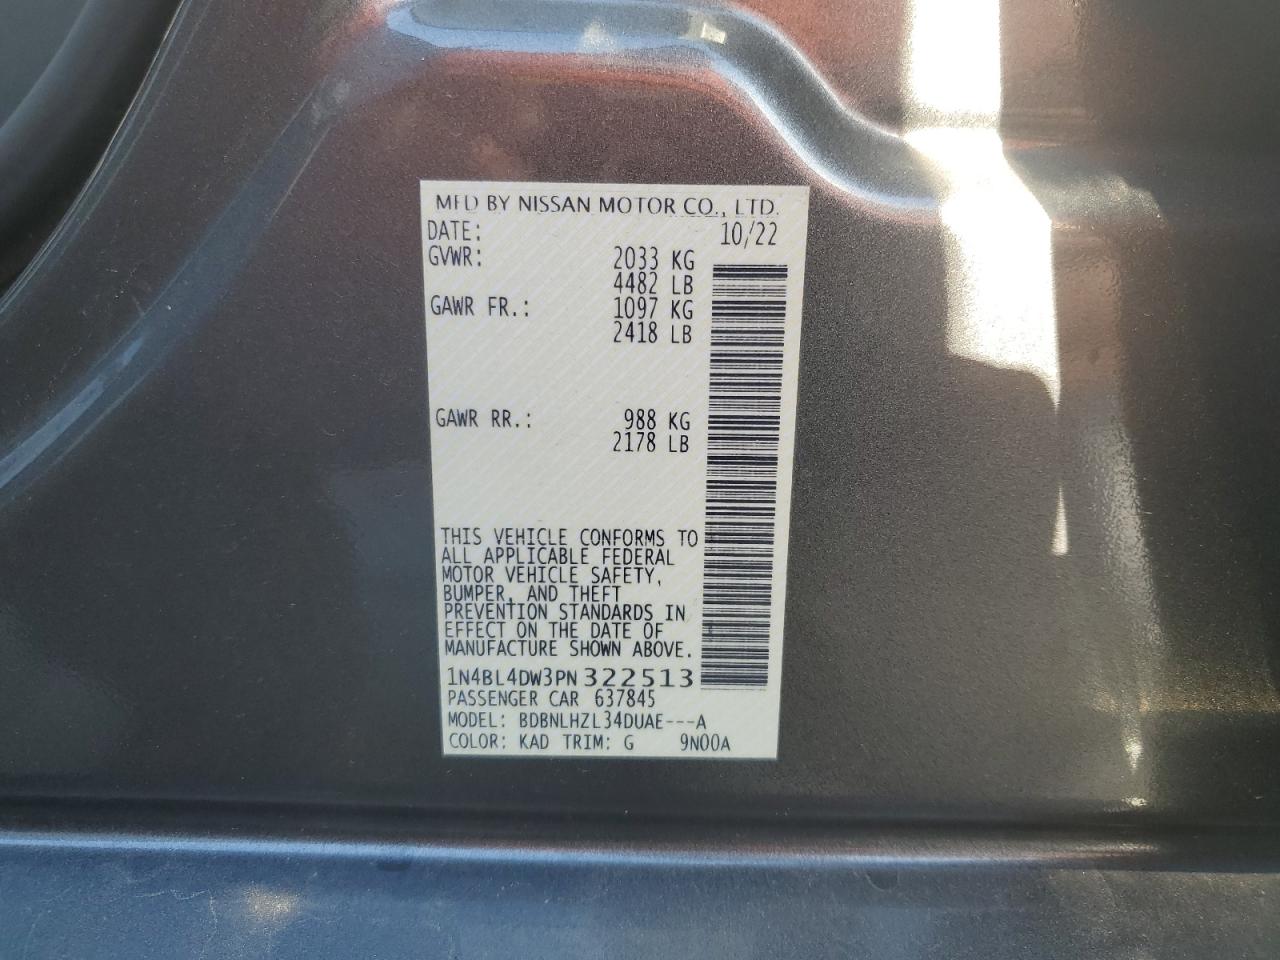 MFD BY NISSAN MOTOR CO., LTD.
DATE: 10/22
GVWR: 2033 KG
4482 LB
GAWR FR.: 1097 KG
2418 LB
GAWR RR.: 988 KG
2178 LB
THIS VEHICLE CONFORMS TO
ALL APPLICABLE FEDERAL
MOTOR VEHICLE SAFETY,
BUMPER, AND THEFT
PREVENTION STANDARDS IN
EFFECT ON THE DATE OF
MANUFACTURE SHOWN ABOVE.
1N4BL4DW3PN322513
PASSENGER CAR 637845
MODEL: BDBNLHZL34DUAE---A
COLOR: KAD TRIM: G 9N00A